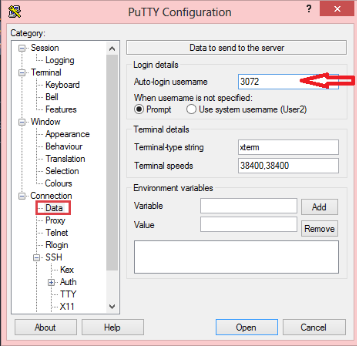 PuTTY Configuration
?
Category:
Session
Logging
Terminal
Keyboard
Bell
Features
Window
Appearance
Behaviour
Translation
Selection
Colours
Connection
Data
Proxy
Telnet
Rlogin
SSH
Kex
Auth
TTY
X11
Data to send to the server
Login details
Auto-login username 3072
When username is not specified:
Prompt Use system username (User2)
Terminal details
Terminal-type string xterm
Terminal speeds 38400,38400
Environment variables
Variable Add
Value Remove
About Help Open Cancel